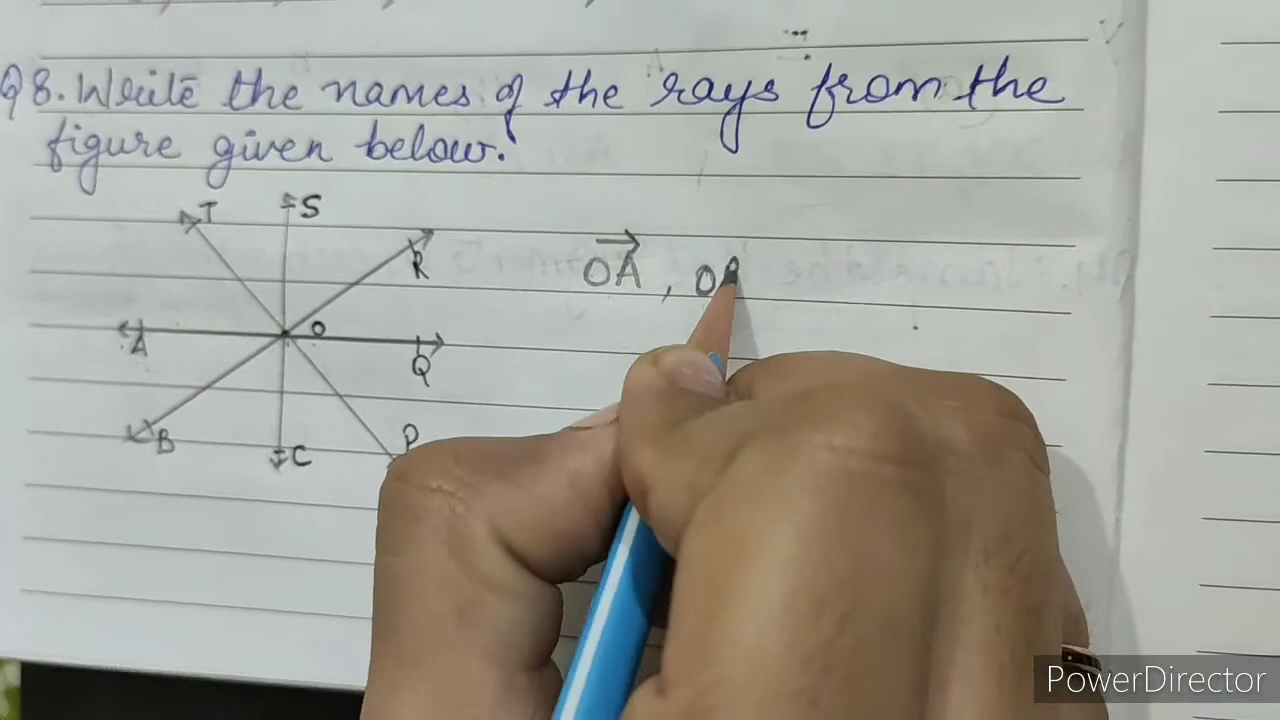 Q8. Write the names of the rays from the
figure given below.
T
S
R
OA , O
O
A
Q
B
C
P
PowerDirector